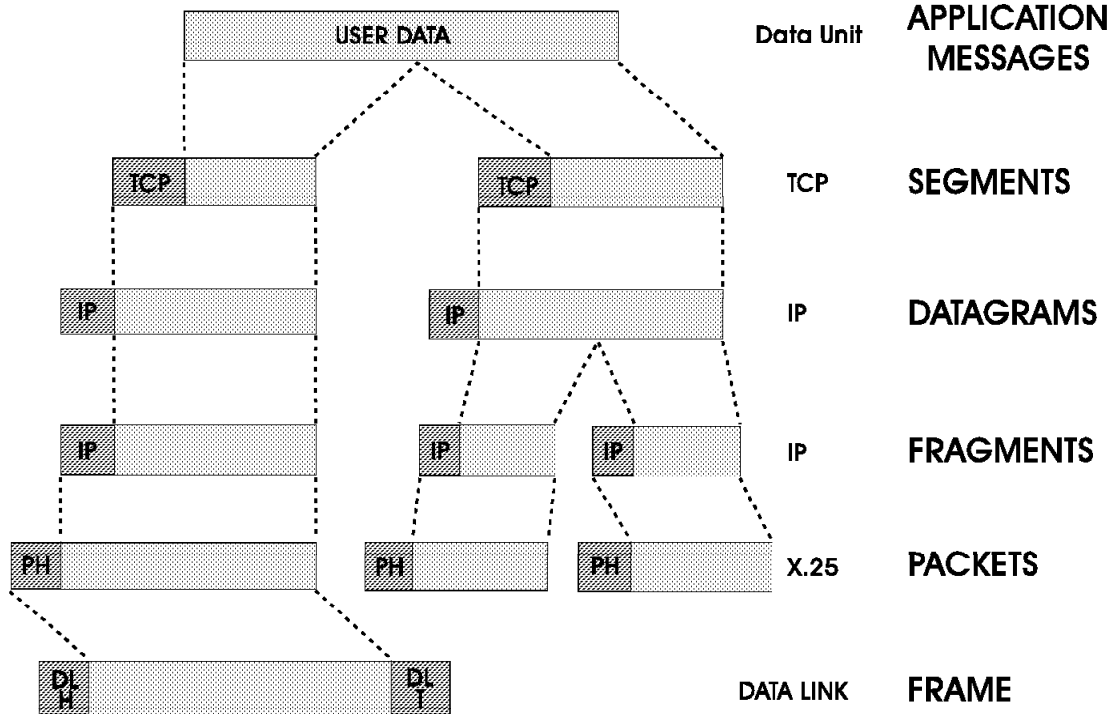 USER DATA
Data Unit
APPLICATION
MESSAGES
TCP
TCP
TCP
SEGMENTS
IP
IP
IP
DATAGRAMS
IP
IP
IP
IP
FRAGMENTS
PH
PH
PH
X.25
PACKETS
DL
H
DL
T
DATA LINK
FRAME